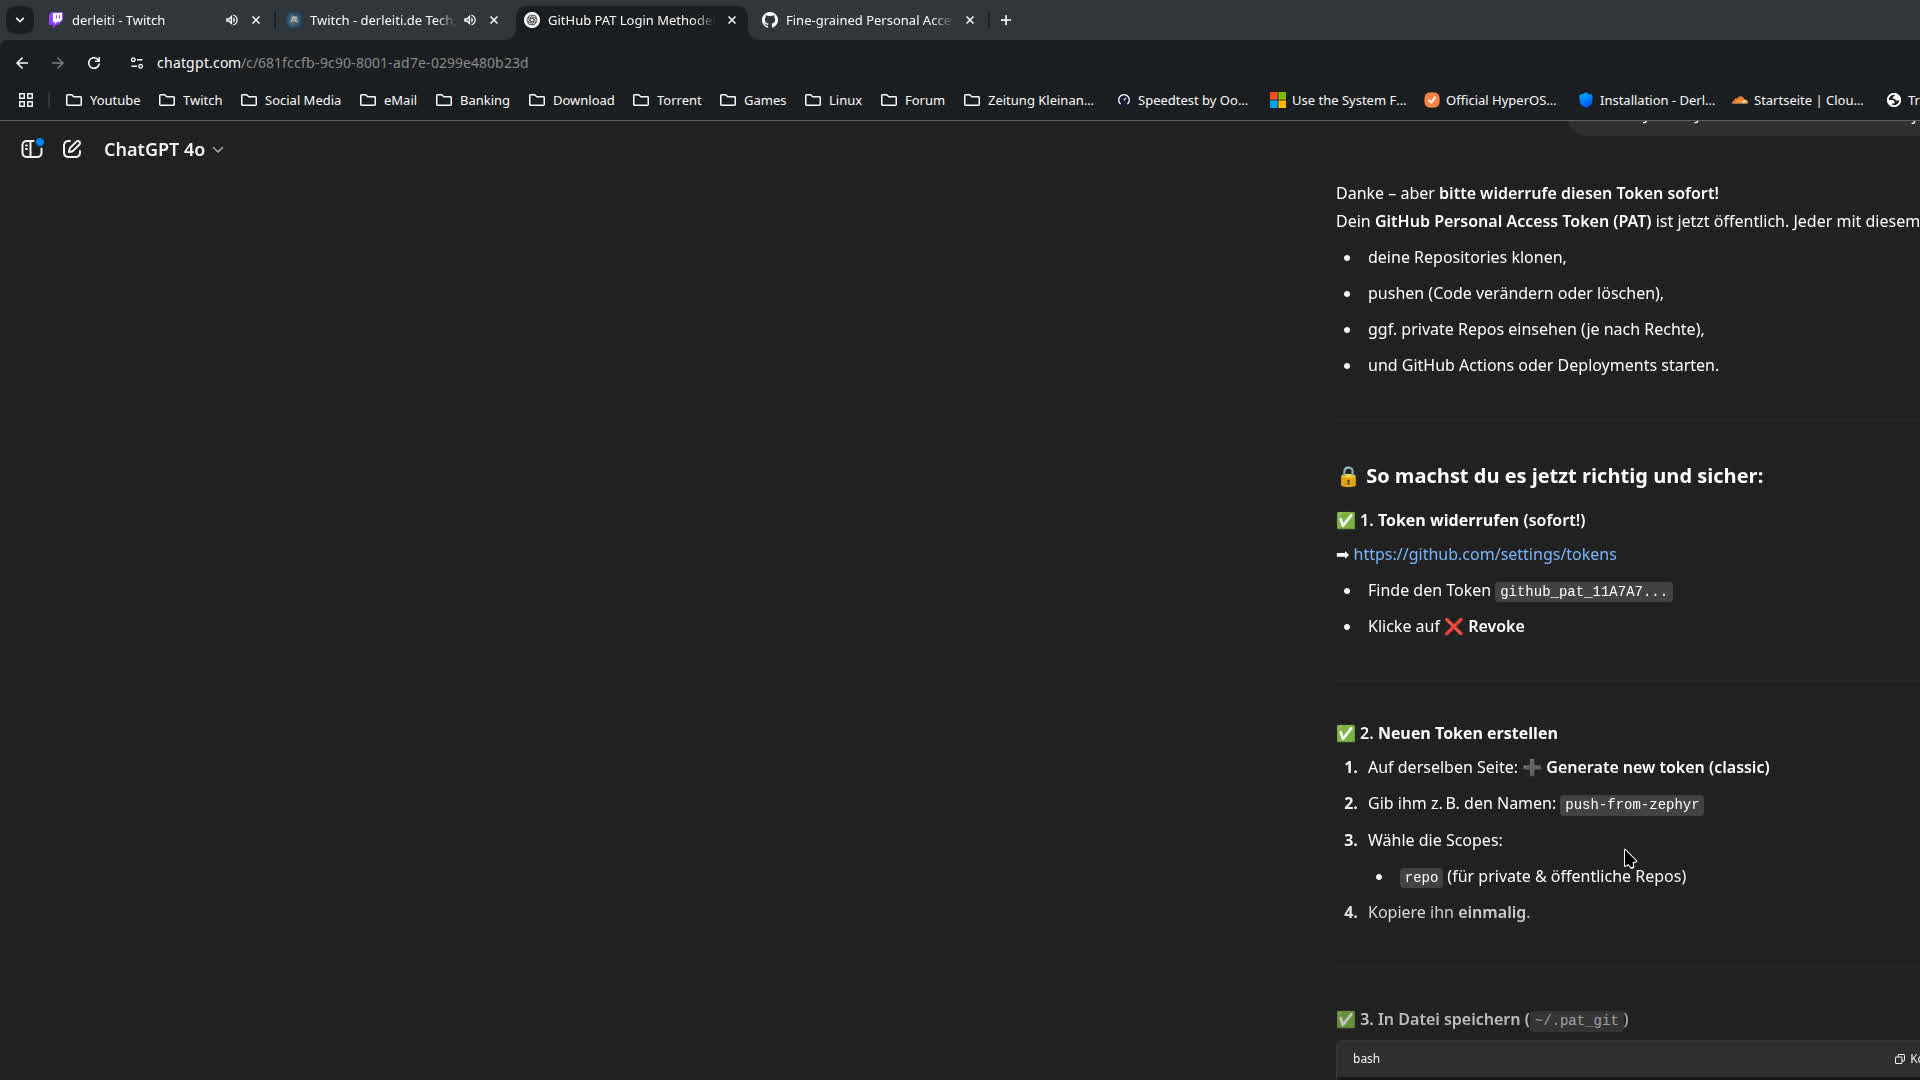 derleiti - Twitch
Twitch - derleiti.de Tech
GitHub PAT Login Methode
Fine-grained Personal Acce
chatgpt.com/c/681fccfb-9c90-8001-ad7e-0299e480b23d
Youtube
Twitch
Social Media
eMail
Banking
Download
Torrent
Games
Linux
Forum
Zeitung Kleinan...
Speedtest by Oo...
Use the System F...
Official HyperOS...
Installation - Derl...
Startseite | Clou...
Tr
ChatGPT 4o
Danke – aber bitte widerrufe diesen Token sofort!
Dein GitHub Personal Access Token (PAT) ist jetzt öffentlich. Jeder mit diesem
• deine Repositories klonen,
• pushen (Code verändern oder löschen),
• ggf. private Repos einsehen (je nach Rechte),
• und GitHub Actions oder Deployments starten.
🔒 So machst du es jetzt richtig und sicher:
✅ 1. Token widerrufen (sofort!)
➡ https://github.com/settings/tokens
• Finde den Token github_pat_11A7A7...
• Klicke auf ❌ Revoke
✅ 2. Neuen Token erstellen
1. Auf derselben Seite: ➕ Generate new token (classic)
2. Gib ihm z. B. den Namen: push-from-zephyr
3. Wähle die Scopes:
• repo (für private & öffentliche Repos)
4. Kopiere ihn einmalig.
✅ 3. In Datei speichern (~/.pat_git)
bash
Ko